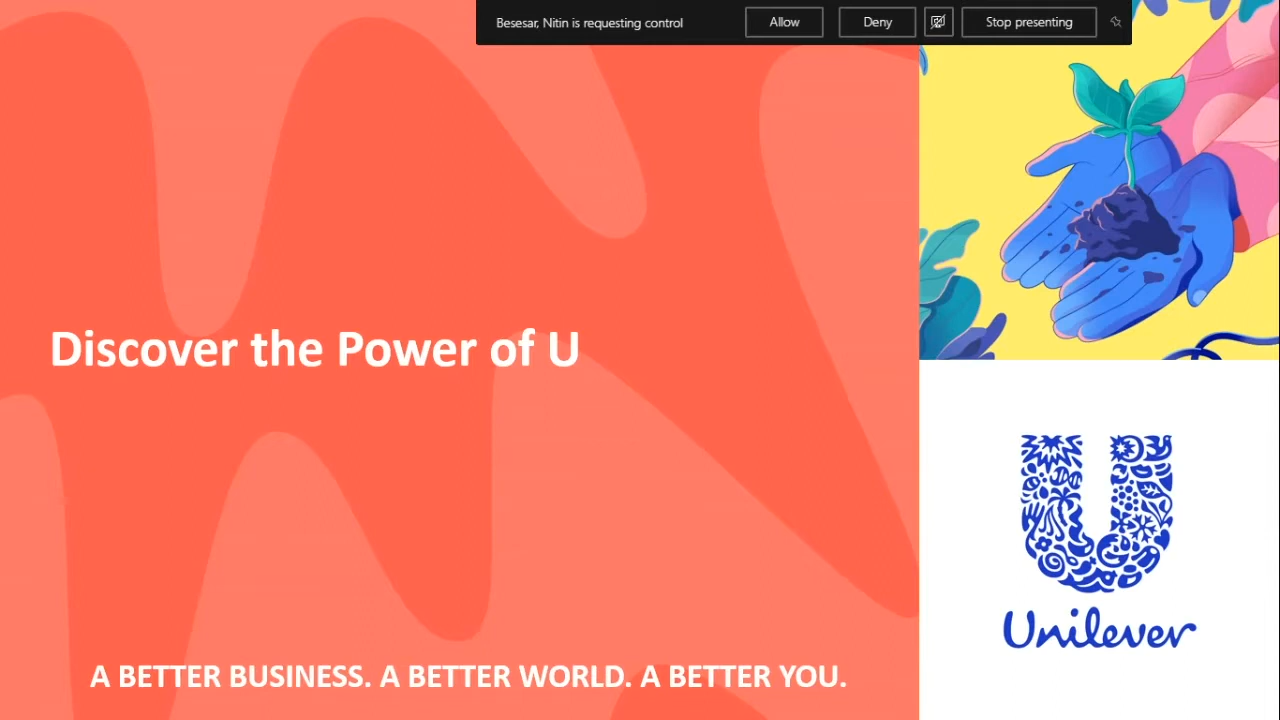 Besesar, Nitin is requesting control
Allow
Deny
Stop presenting
Discover the Power of U
Unilever
A BETTER BUSINESS. A BETTER WORLD. A BETTER YOU.